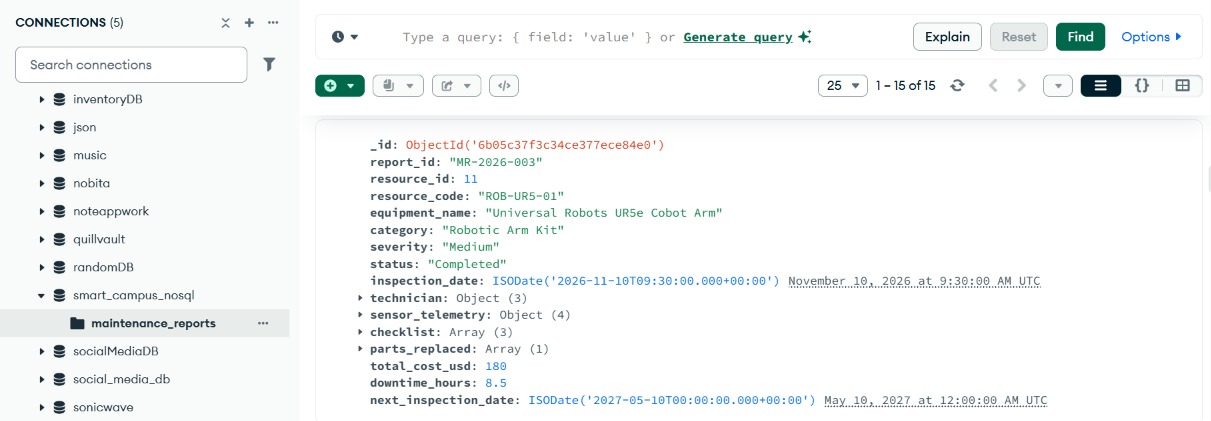 CONNECTIONS (5)
Search connections
inventoryDB
json
music
nobita
noteappwork
quillvault
randomDB
smart_campus_nosql
maintenance_reports
socialMediaDB
social_media_db
sonicwave
Type a query: { field: 'value' } or Generate query
Explain
Reset
Find
Options
25
1 – 15 of 15
_id: ObjectId('6b05c37f3c34ce377ece84e0')
report_id: "MR-2026-003"
resource_id: 11
resource_code: "ROB-UR5-01"
equipment_name: "Universal Robots UR5e Cobot Arm"
category: "Robotic Arm Kit"
severity: "Medium"
status: "Completed"
inspection_date: ISODate('2026-11-10T09:30:00.000+00:00') November 10, 2026 at 9:30:00 AM UTC
technician: Object (3)
sensor_telemetry: Object (4)
checklist: Array (3)
parts_replaced: Array (1)
total_cost_usd: 180
downtime_hours: 8.5
next_inspection_date: ISODate('2027-05-10T00:00:00.000+00:00') May 10, 2027 at 12:00:00 AM UTC